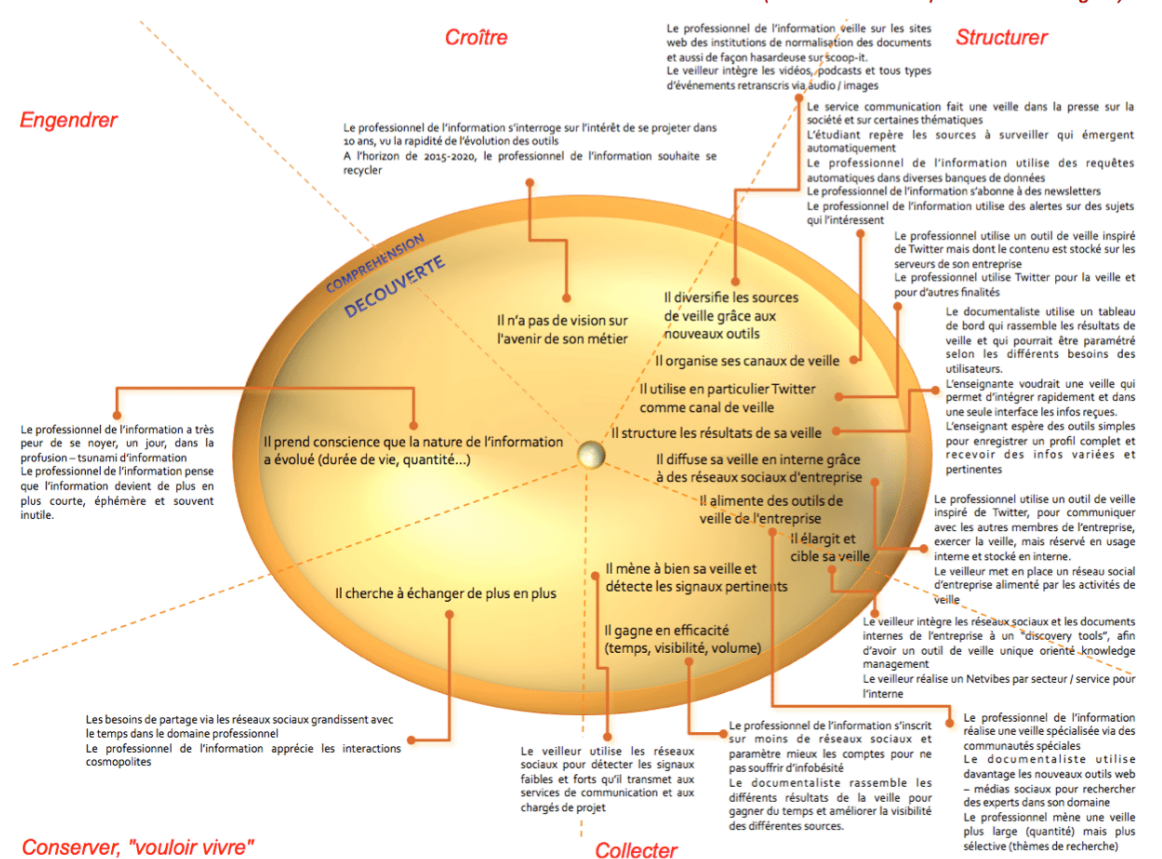 Croître
Structurer
Engendrer
Le professionnel de l'information veille sur les sites
web des institutions de normalisation des documents
et aussi de façon hasardeuse sur scoop-it.
Le veilleur intègre les vidéos, podcasts et tous types
d'événements retranscris via audio / images
Le service communication fait une veille dans la presse sur la
société et sur certaines thématiques
L'étudiant repère les sources à surveiller qui émergent
automatiquement
Le professionnel de l'information utilise des requêtes
automatiques dans diverses banques de données
Le professionnel de l'information s'abonne à des newsletters
Le professionnel de l'information utilise des alertes sur des sujets
qui l'intéressent
Le professionnel de l'information s'interroge sur l'intérêt de se projeter dans
10 ans, vu la rapidité de l'évolution des outils
A l'horizon de 2015-2020, le professionnel de l'information souhaite se
recycler
Le professionnel utilise un outil de veille inspiré
de Twitter mais dont le contenu est stocké sur les
serveurs de son entreprise
Le professionnel utilise Twitter pour la veille et
pour d'autres finalités
COMPREHENSION
DECOUVERTE
Il n'a pas de vision sur
l'avenir de son métier
Il diversifie les sources
de veille grâce aux
nouveaux outils
Il organise ses canaux de veille
Il utilise en particulier Twitter
comme canal de veille
Il structure les résultats de sa veille
Il diffuse sa veille en interne grâce
à des réseaux sociaux d'entreprise
Il alimente des outils de
veille de l'entreprise
Il élargit et
cible sa veille
Le documentaliste utilise un tableau
de bord qui rassemble les résultats de
veille et qui pourrait être paramétré
selon les différents besoins des
utilisateurs.
L'enseignante voudrait une veille qui
permet d'intégrer rapidement et dans
une seule interface les infos reçues.
L'enseignant espère des outils simples
pour enregistrer un profil complet et
recevoir des infos variées et
pertinentes
Le professionnel de l'information a très
peur de se noyer, un jour, dans la
profusion – tsunami d'information
Le professionnel de l'information pense
que l'information devient de plus en
plus courte, éphémère et souvent
inutile.
Il prend conscience que la nature de l'information
a évolué (durée de vie, quantité...)
Le professionnel utilise un outil de veille
inspiré de Twitter, pour communiquer
avec les autres membres de l'entreprise,
exercer la veille, mais réservé en usage
interne et stocké en interne.
Le veilleur met en place un réseau social
d'entreprise alimenté par les activités de
veille
Il cherche à échanger de plus en plus
Il mène à bien sa veille et
détecte les signaux pertinents
Il gagne en efficacité
(temps, visibilité, volume)
Le veilleur intègre les réseaux sociaux et les documents
internes de l'entreprise à un "discovery tools", afin
d'avoir un outil de veille unique orienté knowledge
management
Le veilleur réalise un Netvibes par secteur / service pour
l'interne
Les besoins de partage via les réseaux sociaux grandissent avec
le temps dans le domaine professionnel
Le professionnel de l'information apprécie les interactions
cosmopolites
Le veilleur utilise les réseaux
sociaux pour détecter les signaux
faibles et forts qu'il transmet aux
services de communication et aux
chargés de projet
Le professionnel de l'information s'inscrit
sur moins de réseaux sociaux et
paramètre mieux les comptes pour ne
pas souffrir d'infobésité
Le documentaliste rassemble les
différents résultats de la veille pour
gagner du temps et améliorer la visibilité
des différentes sources.
Le professionnel de l'information
réalise une veille spécialisée via des
communautés spéciales
Le documentaliste utilise
davantage les nouveaux outils web
– médias sociaux pour rechercher
des experts dans son domaine
Le professionnel mène une veille
plus large (quantité) mais plus
sélective (thèmes de recherche)
Conserver, "vouloir vivre"
Collecter